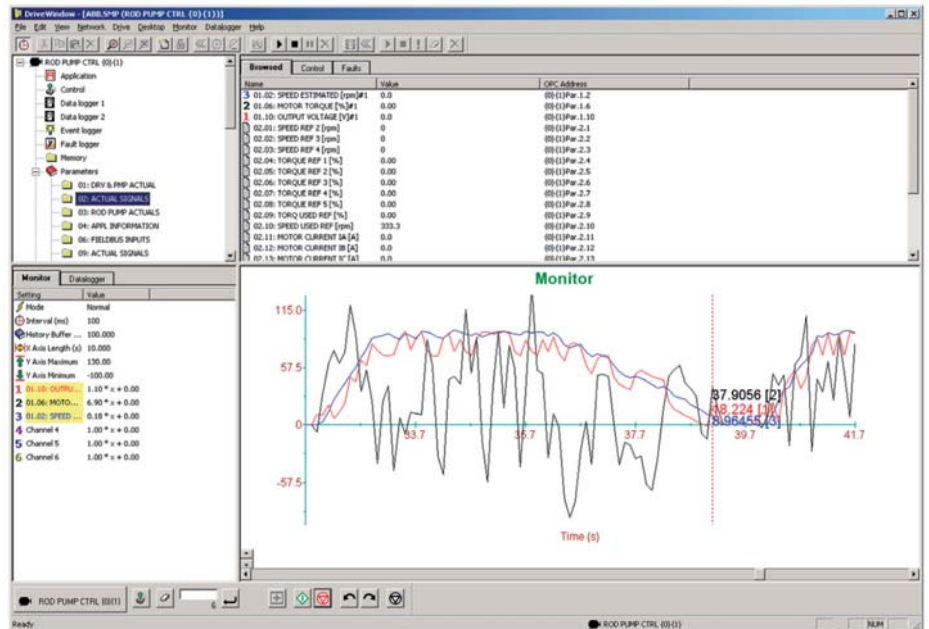 DriveWindow - [ABB1.SMP (ROD PUMP CTRL {0}{1})]
File Edit View Network Drive Desktop Monitor Datalogger Help
ROD PUMP CTRL {0}{1}
Application
Control
Data logger 1
Data logger 2
Event logger
Fault logger
Memory
Parameters
01: DRV & PMP ACTUAL
02: ACTUAL SIGNALS
03: ROD PUMP ACTUALS
04: APPL INFORMATION
06: FIELDBUS INPUTS
09: ACTUAL SIGNALS
Browsed Control Faults
Name Value OPC Address
3 01.02: SPEED ESTIMATED [rpm]#1 0.0 {0}{1}Par.1.2
2 01.06: MOTOR TORQUE [%]#1 0.00 {0}{1}Par.1.6
1 01.10: OUTPUT VOLTAGE [V]#1 0.0 {0}{1}Par.1.10
02.01: SPEED REF 2 [rpm] 0 {0}{1}Par.2.1
02.02: SPEED REF 3 [rpm] 0 {0}{1}Par.2.2
02.03: SPEED REF 4 [rpm] 0 {0}{1}Par.2.3
02.04: TORQUE REF 1 [%] 0.00 {0}{1}Par.2.4
02.05: TORQUE REF 2 [%] 0.00 {0}{1}Par.2.5
02.06: TORQUE REF 3 [%] 0.00 {0}{1}Par.2.6
02.07: TORQUE REF 4 [%] 0.00 {0}{1}Par.2.7
02.08: TORQUE REF 5 [%] 0.00 {0}{1}Par.2.8
02.09: TORQ USED REF [%] 0.00 {0}{1}Par.2.9
02.10: SPEED USED REF [rpm] 333.3 {0}{1}Par.2.10
02.11: MOTOR CURRENT IA [A] 0.0 {0}{1}Par.2.11
02.12: MOTOR CURRENT IB [A] 0.0 {0}{1}Par.2.12
02.13: MOTOR CURRENT IC [A] 0.0 {0}{1}Par.2.13
Monitor Datalogger
Setting Value
Mode Normal
Interval (ms) 100
History Buffer ... 100.000
X Axis Length (s) 10.000
Y Axis Maximum 130.00
Y Axis Minimum -100.00
1 01.10: OUTPU... 1.10 * x + 0.00
2 01.06: MOTO... 6.90 * x + 0.00
3 01.02: SPEED ... 0.18 * x + 0.00
4 Channel 4 1.00 * x + 0.00
5 Channel 5 1.00 * x + 0.00
6 Channel 6 1.00 * x + 0.00
Monitor
115.0
57.5
0
-57.5
37.9056 [2]
18.224 [1]
8.96455 [3]
33.7 35.7 37.7 39.7 41.7
Time (s)
ROD PUMP CTRL {0}{1} 6
Ready ROD PUMP CTRL {0}{1} NUM